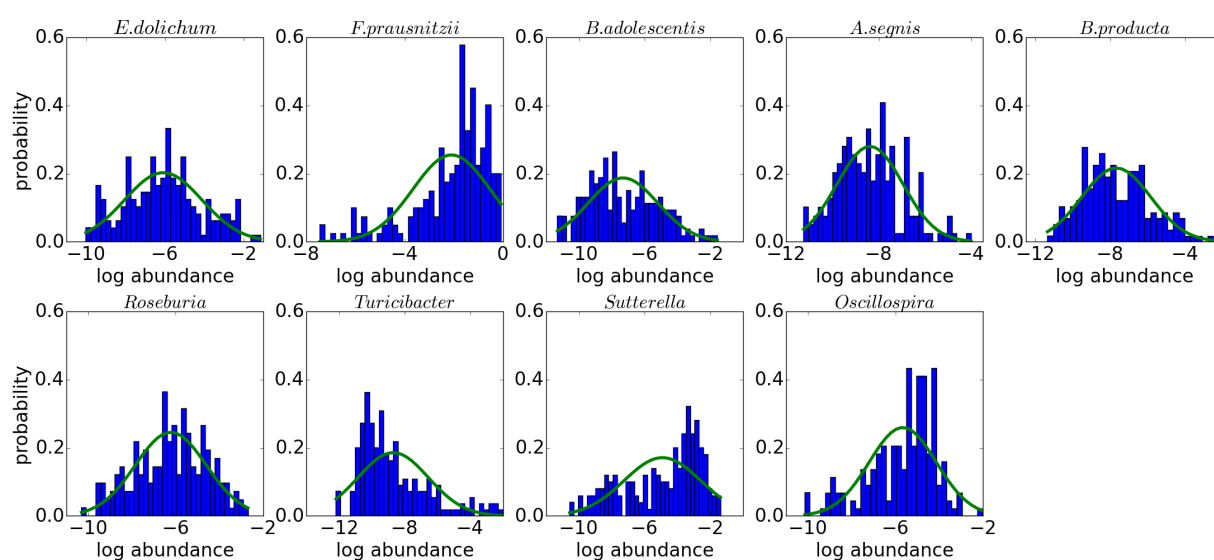 E.dolichum F.prausnitzii B.adolescentis A.segnis B.producta
0.6 0.6 0.6 0.6 0.6
0.4 0.4 0.4 0.4 0.4
0.2 0.2 0.2 0.2 0.2
0.0 0.0 0.0 0.0 0.0
probability
−10 −6 −2 −8 −4 0 −10 −6 −2 −12 −8 −4 −12 −8 −4
log abundance log abundance log abundance log abundance log abundance
Roseburia Turicibacter Sutterella Oscillospira
0.6 0.6 0.6 0.6
0.4 0.4 0.4 0.4
0.2 0.2 0.2 0.2
0.0 0.0 0.0 0.0
probability
−10 −6 −2 −12 −8 −4 −10 −6 −2 −10 −6 −2
log abundance log abundance log abundance log abundance